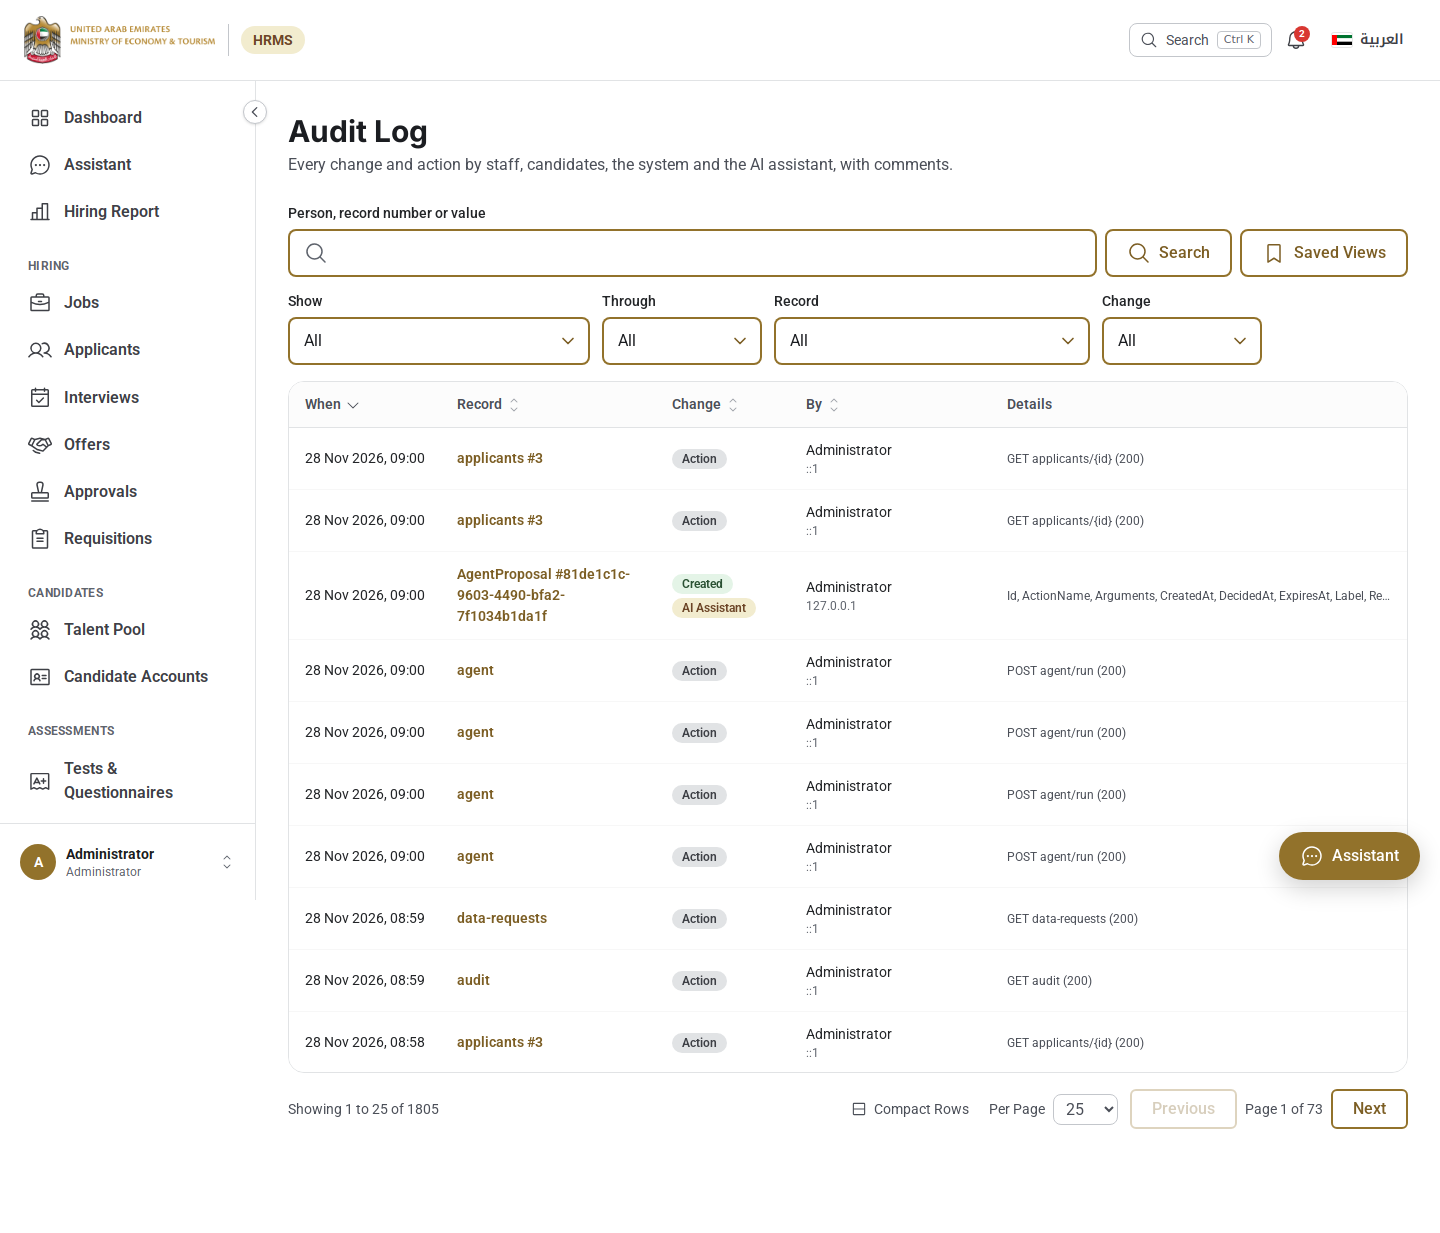 UNITED ARAB EMIRATES
MINISTRY OF ECONOMY & TOURISM
HRMS
Search Ctrl K
2
العربية
Dashboard
Assistant
Hiring Report
HIRING
Jobs
Applicants
Interviews
Offers
Approvals
Requisitions
CANDIDATES
Talent Pool
Candidate Accounts
ASSESSMENTS
Tests &
Questionnaires
A
Administrator
Administrator
Audit Log
Every change and action by staff, candidates, the system and the AI assistant, with comments.
Person, record number or value
Search
Saved Views
Show Through Record Change
All All All All
When Record Change By Details
28 Nov 2026, 09:00 applicants #3 Action Administrator GET applicants/{id} (200)
::1
28 Nov 2026, 09:00 applicants #3 Action Administrator GET applicants/{id} (200)
::1
28 Nov 2026, 09:00
AgentProposal #81de1c1c-
9603-4490-bfa2-
7f1034b1da1f
Created
AI Assistant
Administrator
127.0.0.1
Id, ActionName, Arguments, CreatedAt, DecidedAt, ExpiresAt, Label, Re...
28 Nov 2026, 09:00 agent Action Administrator POST agent/run (200)
::1
28 Nov 2026, 09:00 agent Action Administrator POST agent/run (200)
::1
28 Nov 2026, 09:00 agent Action Administrator POST agent/run (200)
::1
28 Nov 2026, 09:00 agent Action Administrator POST agent/run (200)
::1
Assistant
28 Nov 2026, 08:59 data-requests Action Administrator GET data-requests (200)
::1
28 Nov 2026, 08:59 audit Action Administrator GET audit (200)
::1
28 Nov 2026, 08:58 applicants #3 Action Administrator GET applicants/{id} (200)
::1
Showing 1 to 25 of 1805
Compact Rows
Per Page 25
Previous
Page 1 of 73
Next